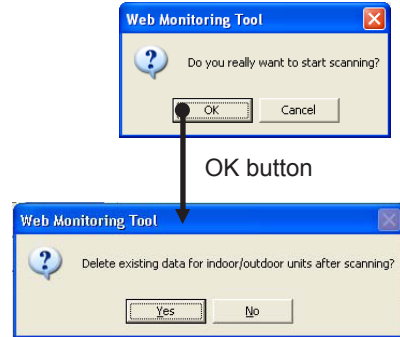 Web Monitoring Tool
Do you really want to start scanning?
OK Cancel
OK button
Web Monitoring Tool
Delete existing data for indoor/outdoor units after scanning?
Yes No